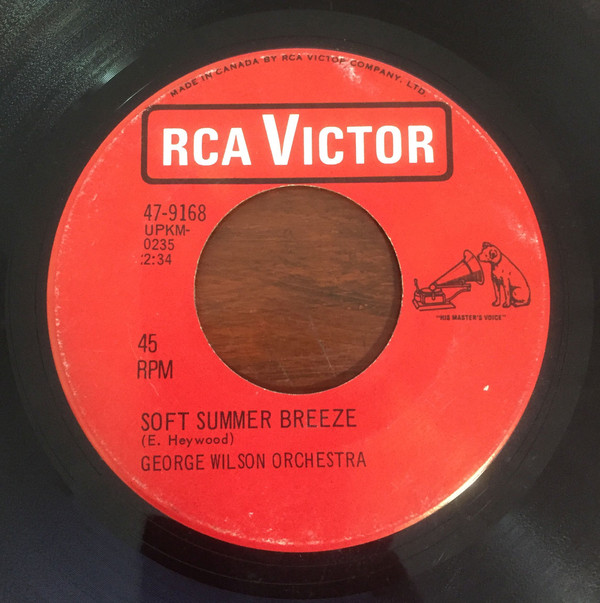 MADE IN CANADA BY RCA VICTOR COMPANY, LTD.
RCA VICTOR
47-9168
UPKM-
0235
2:34
"HIS MASTER'S VOICE"
45
RPM
SOFT SUMMER BREEZE
(E. Heywood)
GEORGE WILSON ORCHESTRA